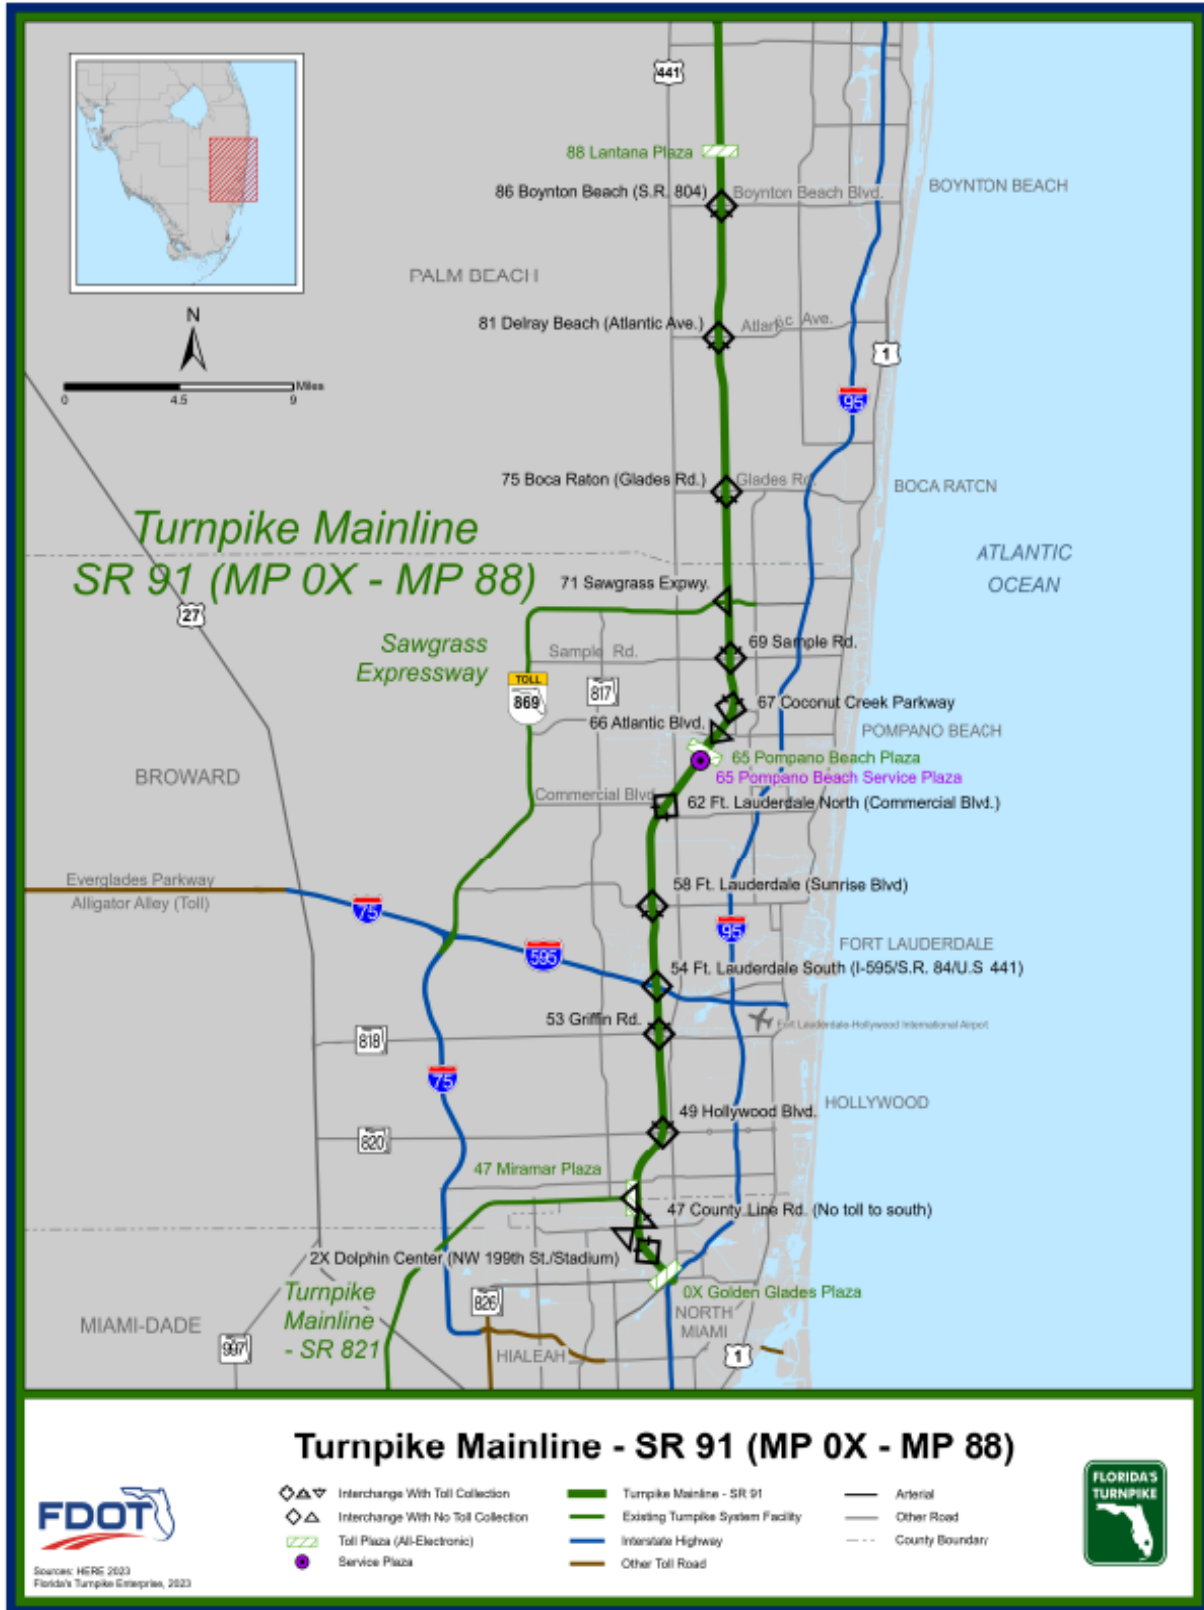 441
88 Lantana Plaza
86 Boynton Beach (S.R. 804)
Boynton Beach Blvd.
BOYNTON BEACH
PALM BEACH
N
81 Delray Beach (Atlantic Ave.)
Atlantic Ave.
1
0 4.5 9 Miles
95
75 Boca Raton (Glades Rd.)
Glades Rd.
BOCA RATON
Turnpike Mainline
SR 91 (MP 0X - MP 88)
ATLANTIC
OCEAN
71 Sawgrass Expwy.
27
Sawgrass
Expressway
69 Sample Rd.
Sample Rd.
TOLL
869
817
67 Coconut Creek Parkway
66 Atlantic Blvd.
POMPANO BEACH
65 Pompano Beach Plaza
65 Pompano Beach Service Plaza
BROWARD
Commercial Blvd
62 Ft. Lauderdale North (Commercial Blvd.)
Everglades Parkway
Alligator Alley (Toll)
58 Ft. Lauderdale (Sunrise Blvd)
75
95
595
FORT LAUDERDALE
54 Ft. Lauderdale South (I-595/S.R. 84/U.S 441)
53 Griffin Rd.
Fort Lauderdale-Hollywood International Airpot
818
75
HOLLYWOOD
49 Hollywood Blvd.
820
47 Miramar Plaza
47 County Line Rd. (No toll to south)
2X Dolphin Center (NW 199th St./Stadium)
0X Golden Glades Plaza
Turnpike
Mainline
- SR 821
826
NORTH
MIAMI
MIAMI-DADE
997
HIALEAH
1
Turnpike Mainline - SR 91 (MP 0X - MP 88)
FDOT
Sources: HERE 2023
Florida's Turnpike Enterprise, 2023
Interchange With Toll Collection
Interchange With No Toll Collection
Toll Plaza (All-Electronic)
Service Plaza
Turnpike Mainline - SR 91
Existing Turnpike System Facility
Interstate Highway
Other Toll Road
Arterial
Other Road
County Boundary
FLORIDA'S
TURNPIKE